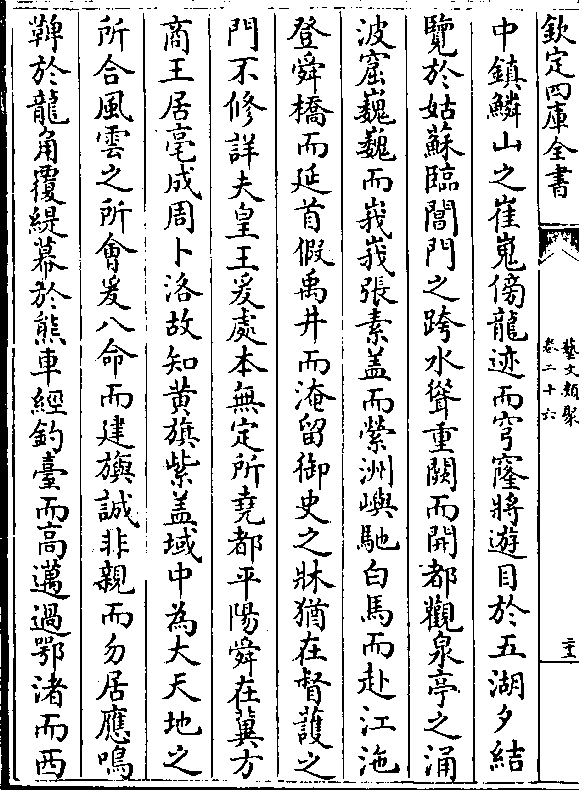 欽定四庫全書
藝文類聚
卷二十六
中鎮鱗山之崔嵬傍龍迹而穹窿將遊目於五湖夕結
覽於姑蘇臨閶門之跨水聳重闕而開都觀泉亭之涌
波窟巍巍而峩峩張素盖而縈洲嶼馳白馬而赴江沲
登舜橋而延首假禹井而淹留御史之牀猶在督䕶之
門不修詳夫皇王爰處本無定所堯都平陽舜在冀方
商王居亳成周卜洛故知黄旗紫盖域中為大天地之
所合風雲之所會爰八命而建旟誠非親而勿居應鳴
鞞於龍角覆緹幕於熊車經釣臺而高邁過鄂渚而西